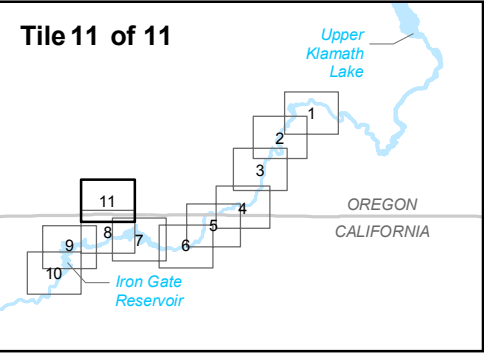 Tile 11 of 11
Upper
Klamath
Lake
1
2
3
4
5
6
7
8
9
10
11
OREGON
CALIFORNIA
Iron Gate
Reservoir